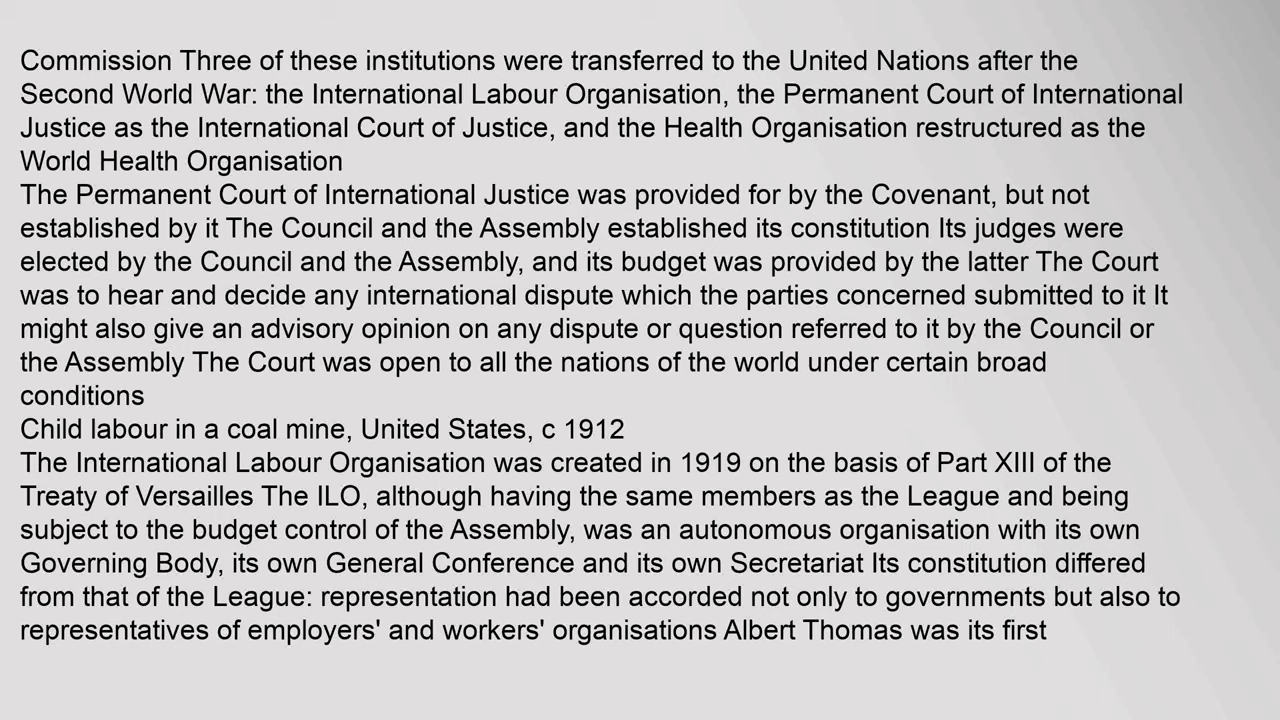 Commission Three of these institutions were transferred to the United Nations after the
Second World War: the International Labour Organisation, the Permanent Court of International
Justice as the International Court of Justice, and the Health Organisation restructured as the
World Health Organisation
The Permanent Court of International Justice was provided for by the Covenant, but not
established by it The Council and the Assembly established its constitution Its judges were
elected by the Council and the Assembly, and its budget was provided by the latter The Court
was to hear and decide any international dispute which the parties concerned submitted to it It
might also give an advisory opinion on any dispute or question referred to it by the Council or
the Assembly The Court was open to all the nations of the world under certain broad
conditions
Child labour in a coal mine, United States, c 1912
The International Labour Organisation was created in 1919 on the basis of Part XIII of the
Treaty of Versailles The ILO, although having the same members as the League and being
subject to the budget control of the Assembly, was an autonomous organisation with its own
Governing Body, its own General Conference and its own Secretariat Its constitution differed
from that of the League: representation had been accorded not only to governments but also to
representatives of employers' and workers' organisations Albert Thomas was its first